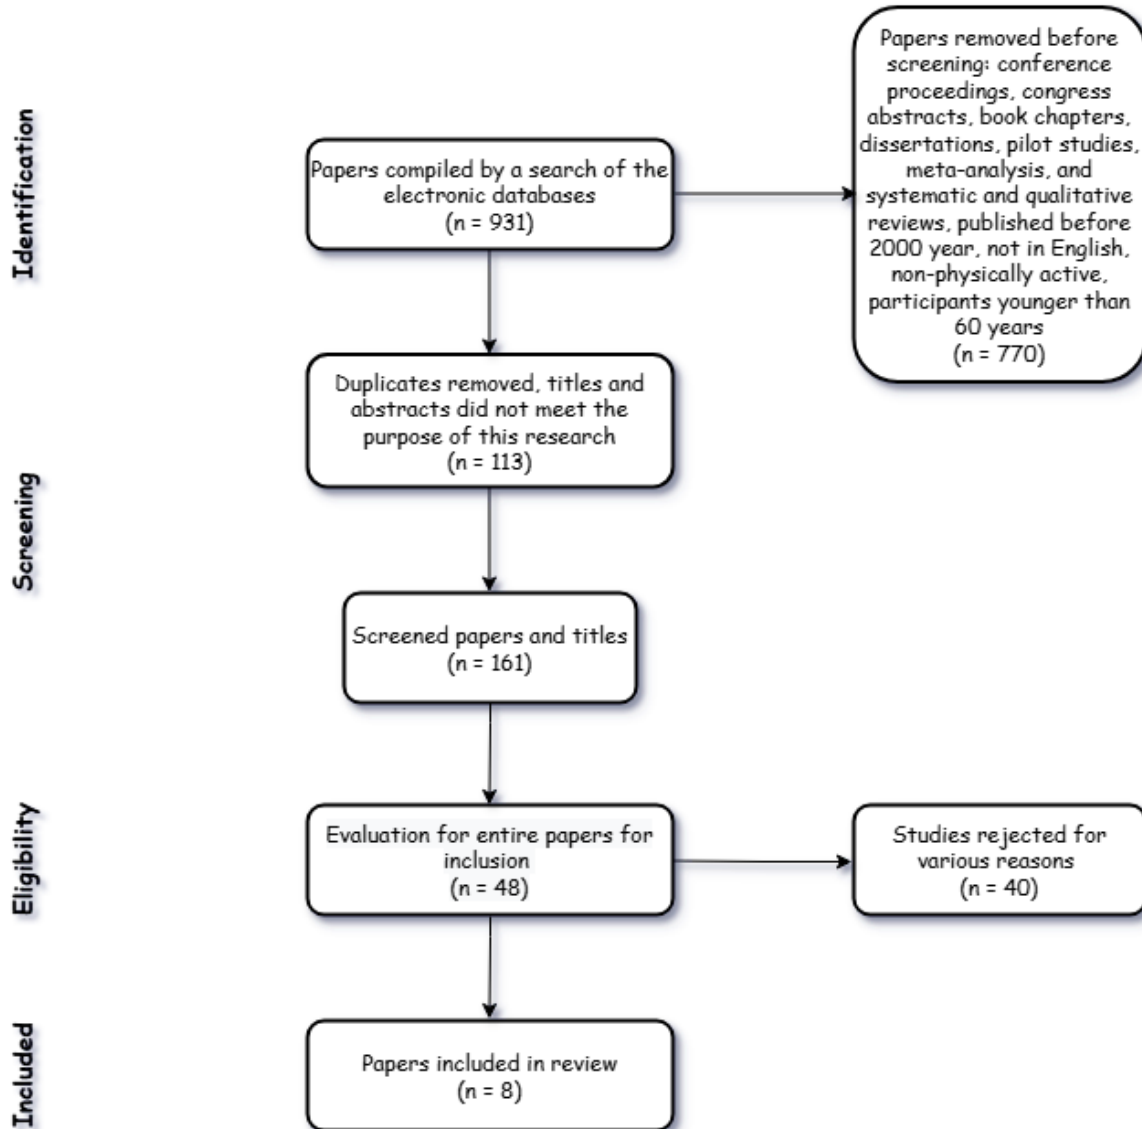 Identification
Papers compiled by a search of the
electronic databases
(n = 931)
Papers removed before
screening: conference
proceedings, congress
abstracts, book chapters,
dissertations, pilot studies,
meta-analysis, and
systematic and qualitative
reviews, published before
2000 year, not in English,
non-physically active,
participants younger than
60 years
(n = 770)
Screening
Duplicates removed, titles and
abstracts did not meet the
purpose of this research
(n = 113)
Screened papers and titles
(n = 161)
Eligibility
Evaluation for entire papers for
inclusion
(n = 48)
Studies rejected for
various reasons
(n = 40)
Included
Papers included in review
(n = 8)